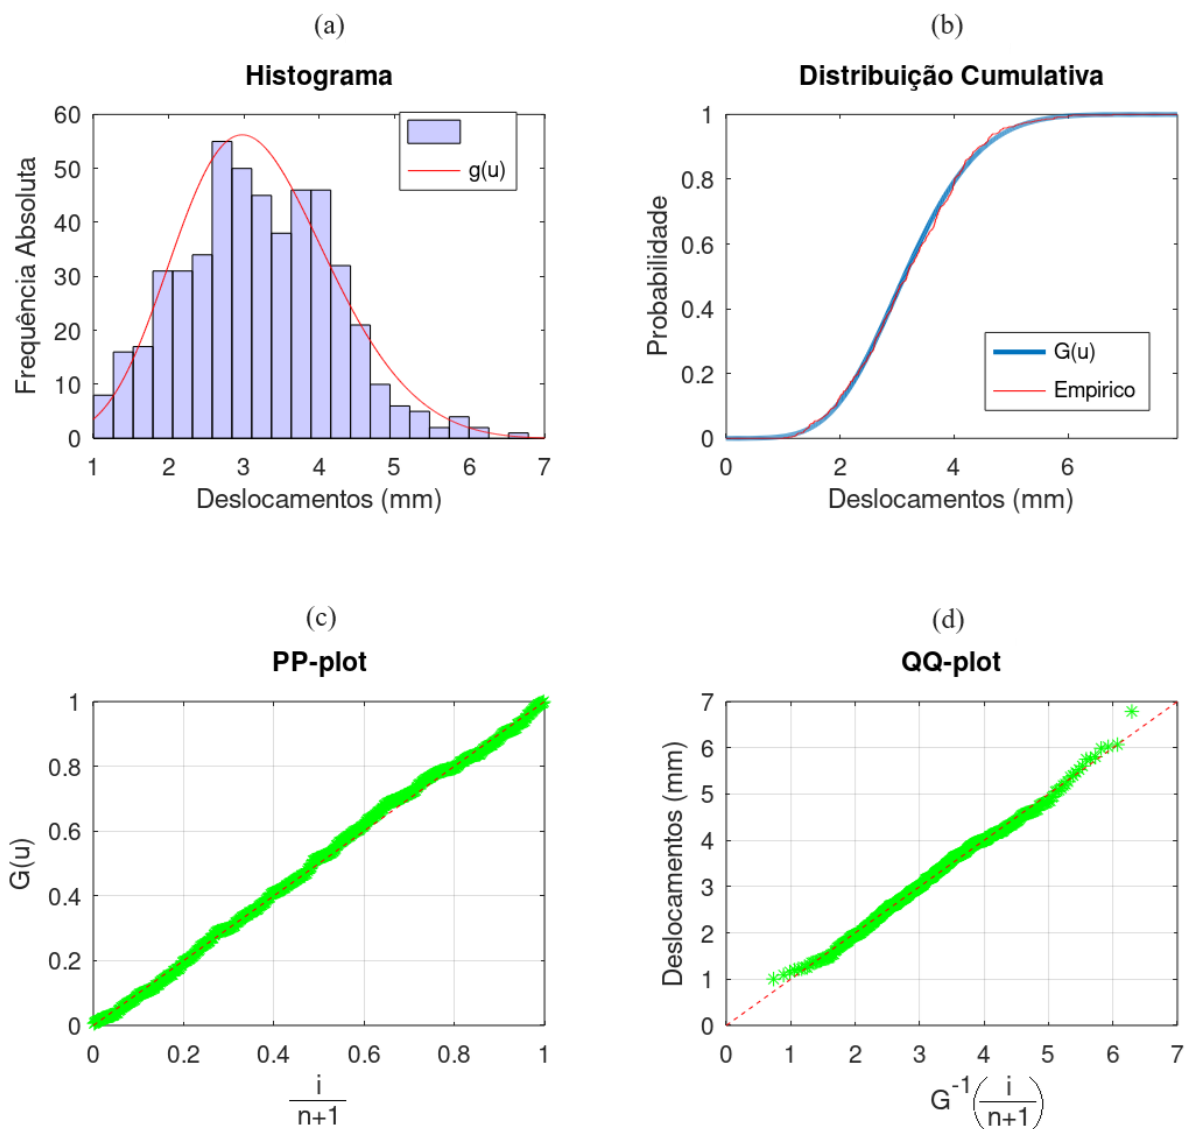 (a)
Histograma
60
50
40
30
20
10
0
Frequência Absoluta
g(u)
1 2 3 4 5 6 7
Deslocamentos (mm)
(b)
Distribuição Cumulativa
1
0.8
0.6
0.4
0.2
0
Probabilidade
G(u)
Empirico
0 2 4 6
Deslocamentos (mm)
(c)
PP-plot
1
0.8
0.6
0.4
0.2
0
G(u)
0 0.2 0.4 0.6 0.8 1
i
n+1
(d)
QQ-plot
7
6
5
4
3
2
1
0
Deslocamentos (mm)
0 1 2 3 4 5 6 7
G-1(i
n+1)